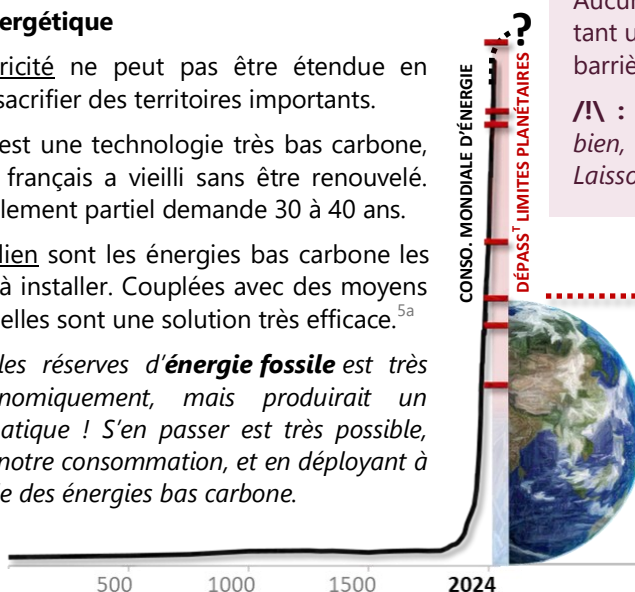 ergétique
ricité ne peut pas être étendue en
sacrifier des territoires importants.
est une technologie très bas carbone,
français a vieilli sans être renouvelé.
lement partiel demande 30 à 40 ans.
lien sont les énergies bas carbone les
à installer. Couplées avec des moyens
elles sont une solution très efficace.5a
les réserves d'énergie fossile est très
nomiquement, mais produirait un
atique ! S'en passer est très possible,
notre consommation, et en déployant à
le des énergies bas carbone.
CONSO. MONDIALE D'ÉNERGIE
?
DÉPASSᵀ LIMITES PLANÉTAIRES
500
1000
1500
2024
Aucun
tant u
barriè
/!\ :
bien,
Laisso